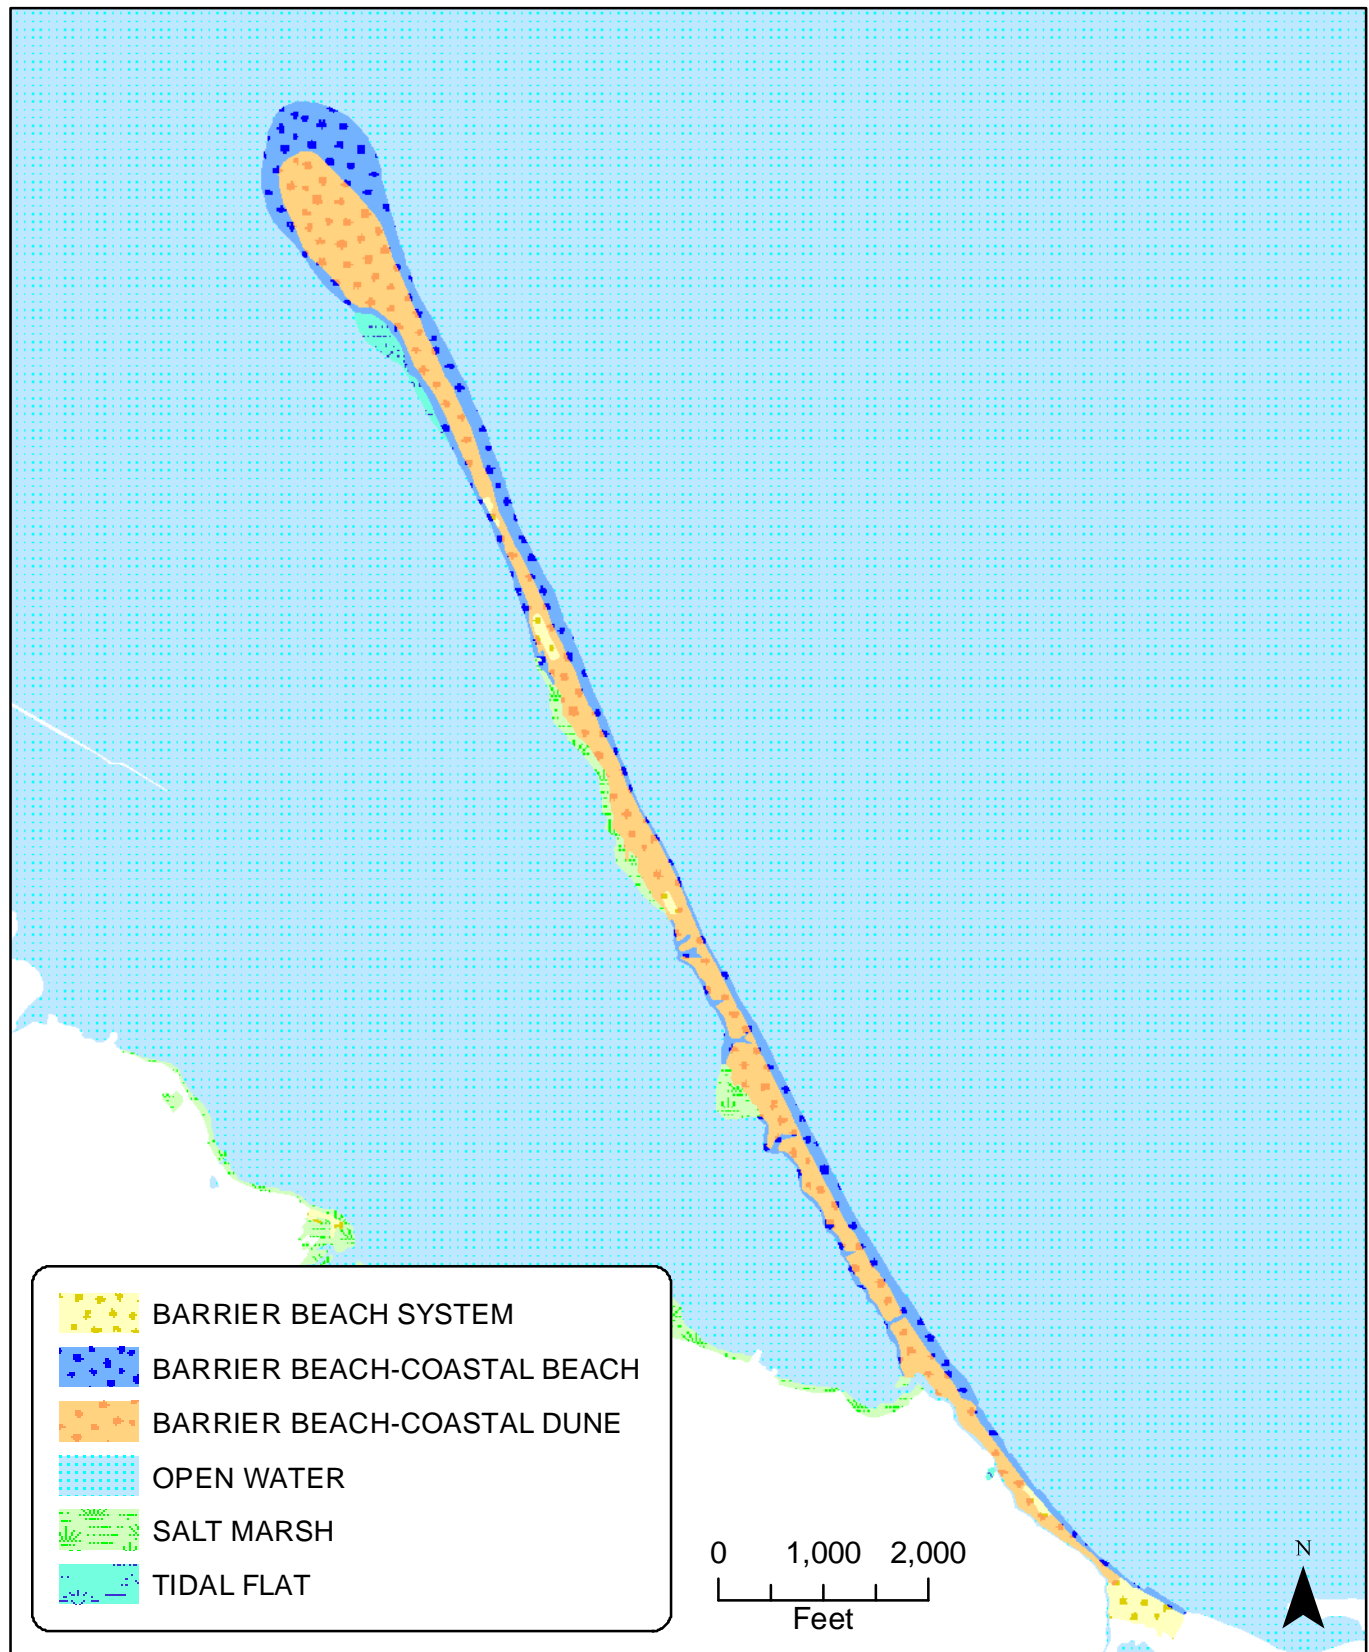 BARRIER BEACH SYSTEM
BARRIER BEACH-COASTAL BEACH
BARRIER BEACH-COASTAL DUNE
OPEN WATER
SALT MARSH
TIDAL FLAT
0 1,000 2,000
Feet
N